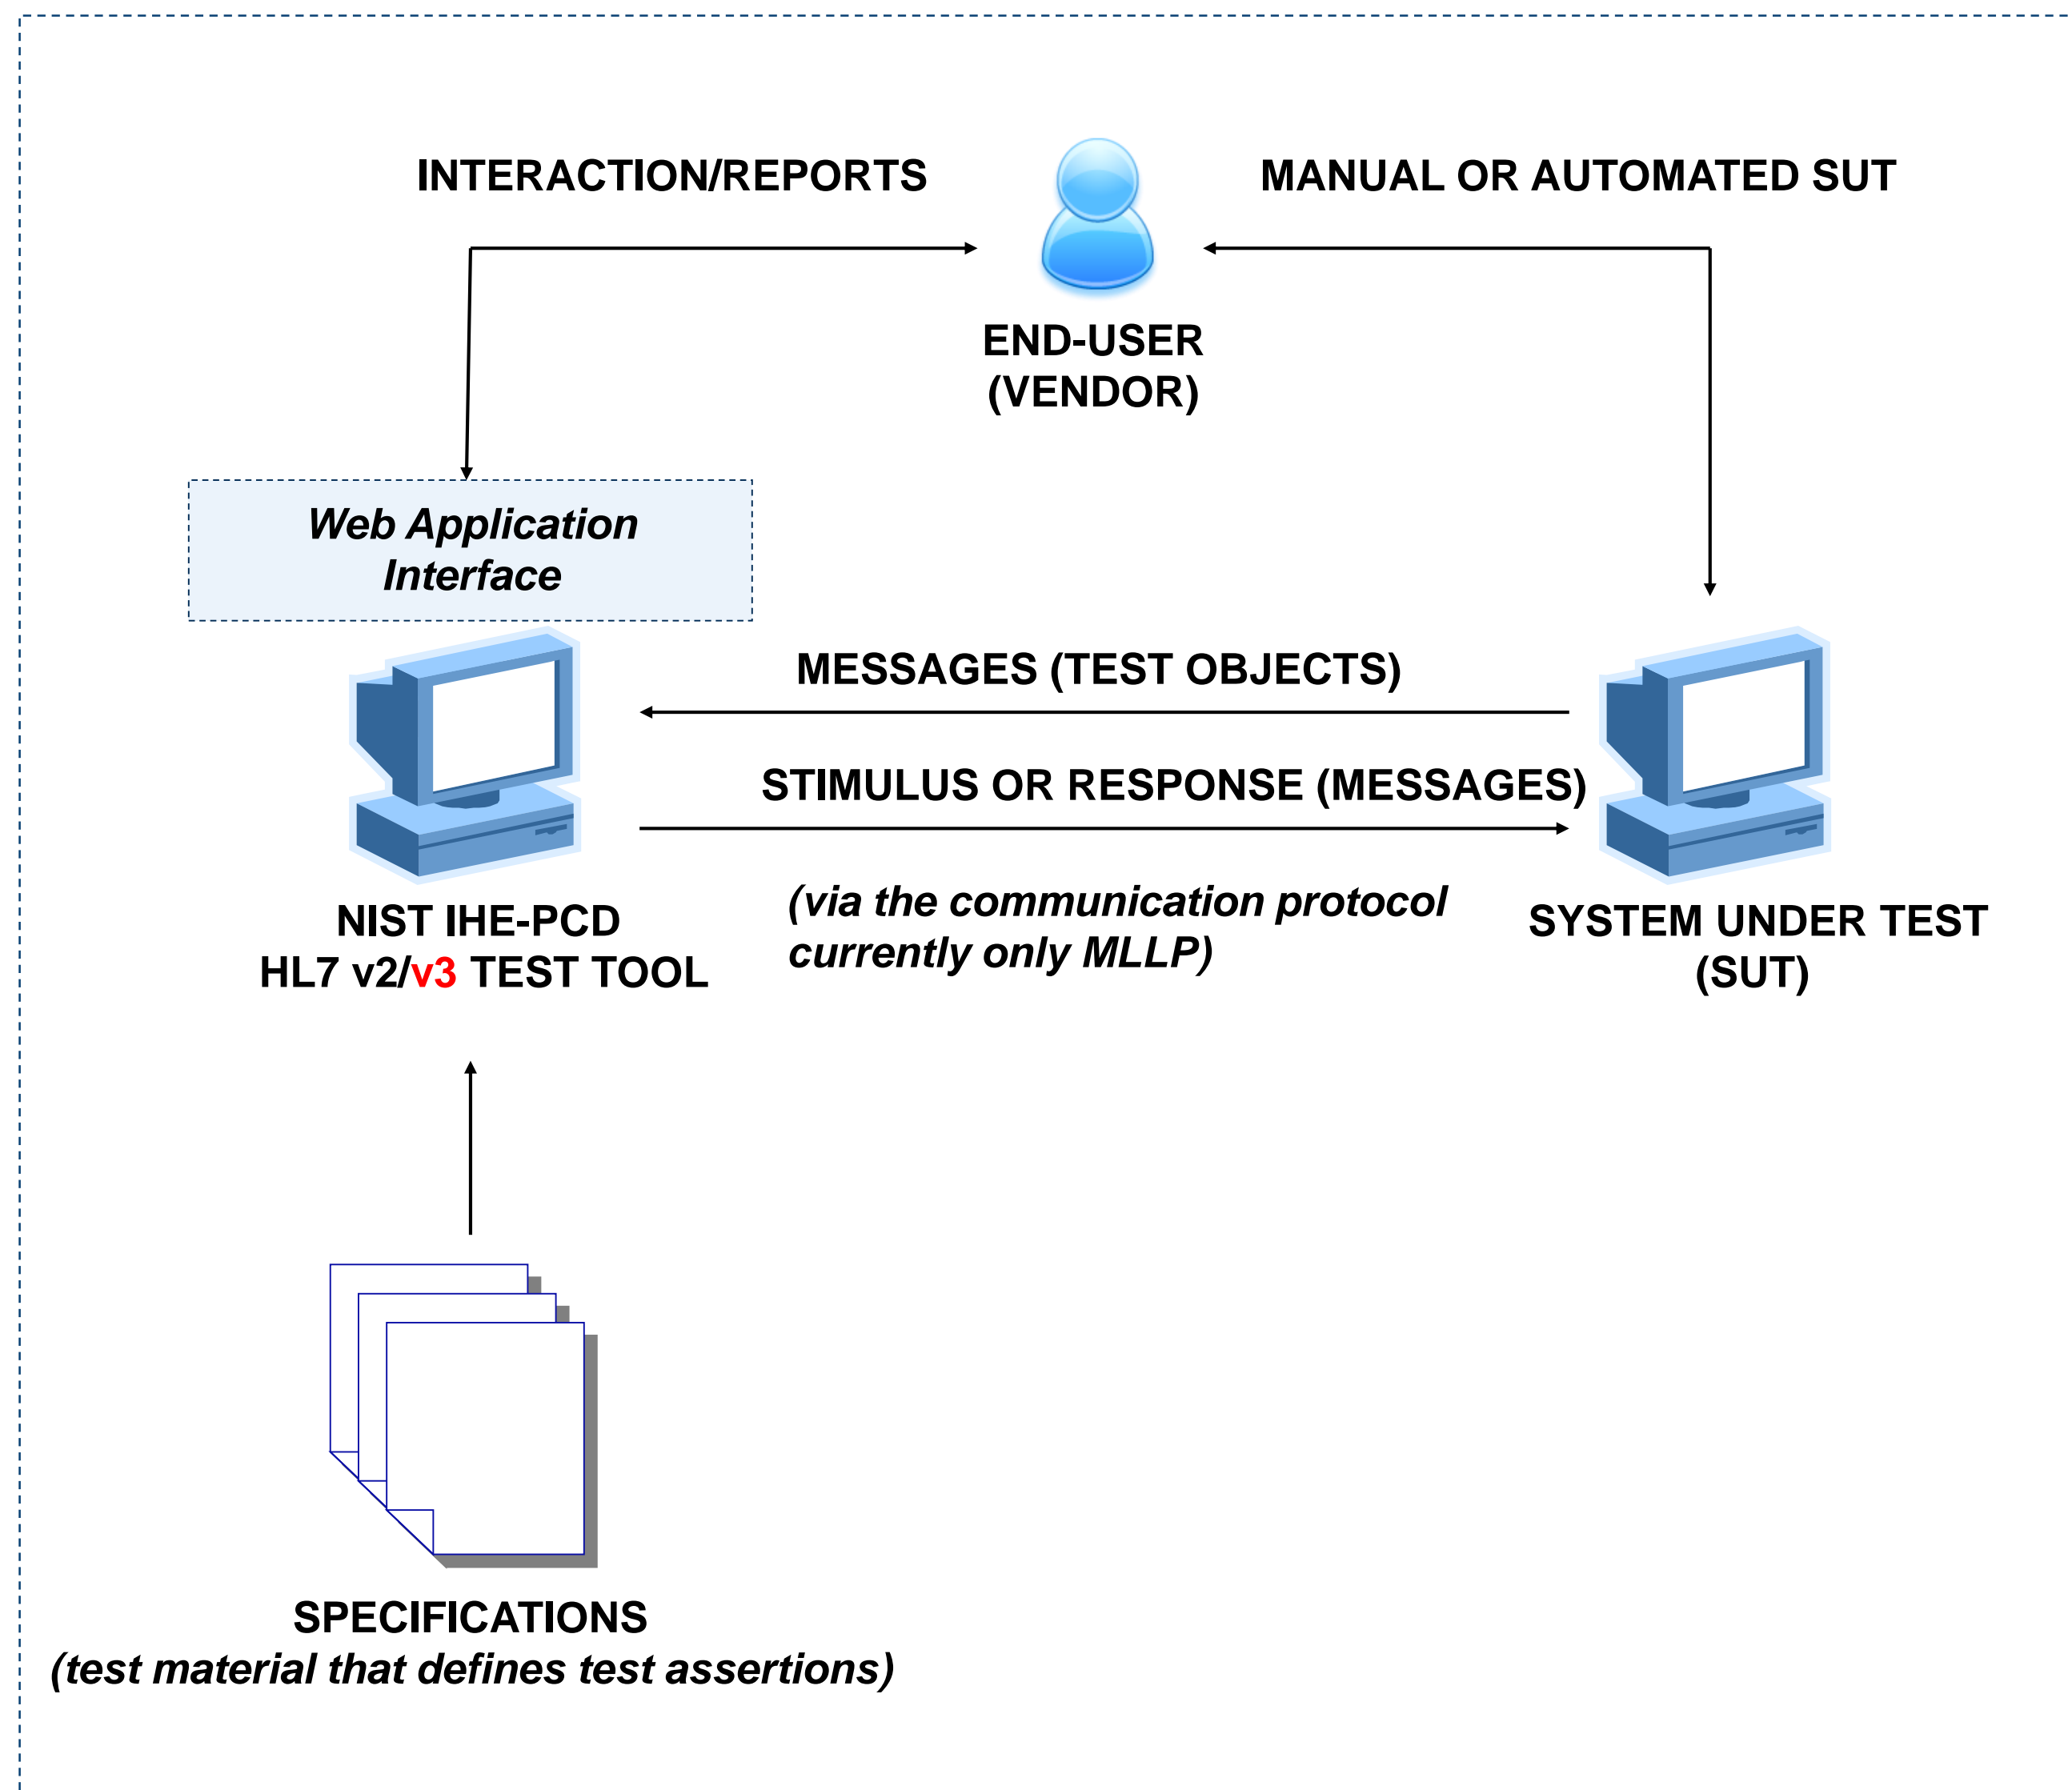 INTERACTION/REPORTS
MANUAL OR AUTOMATED SUT
END-USER
(VENDOR)
Web Application
Interface
MESSAGES (TEST OBJECTS)
STIMULUS OR RESPONSE (MESSAGES)
(via the communication protocol
currently only MLLP)
NIST IHE-PCD
HL7 v2/v3 TEST TOOL
SYSTEM UNDER TEST
(SUT)
SPECIFICATIONS
(test material that defines test assertions)